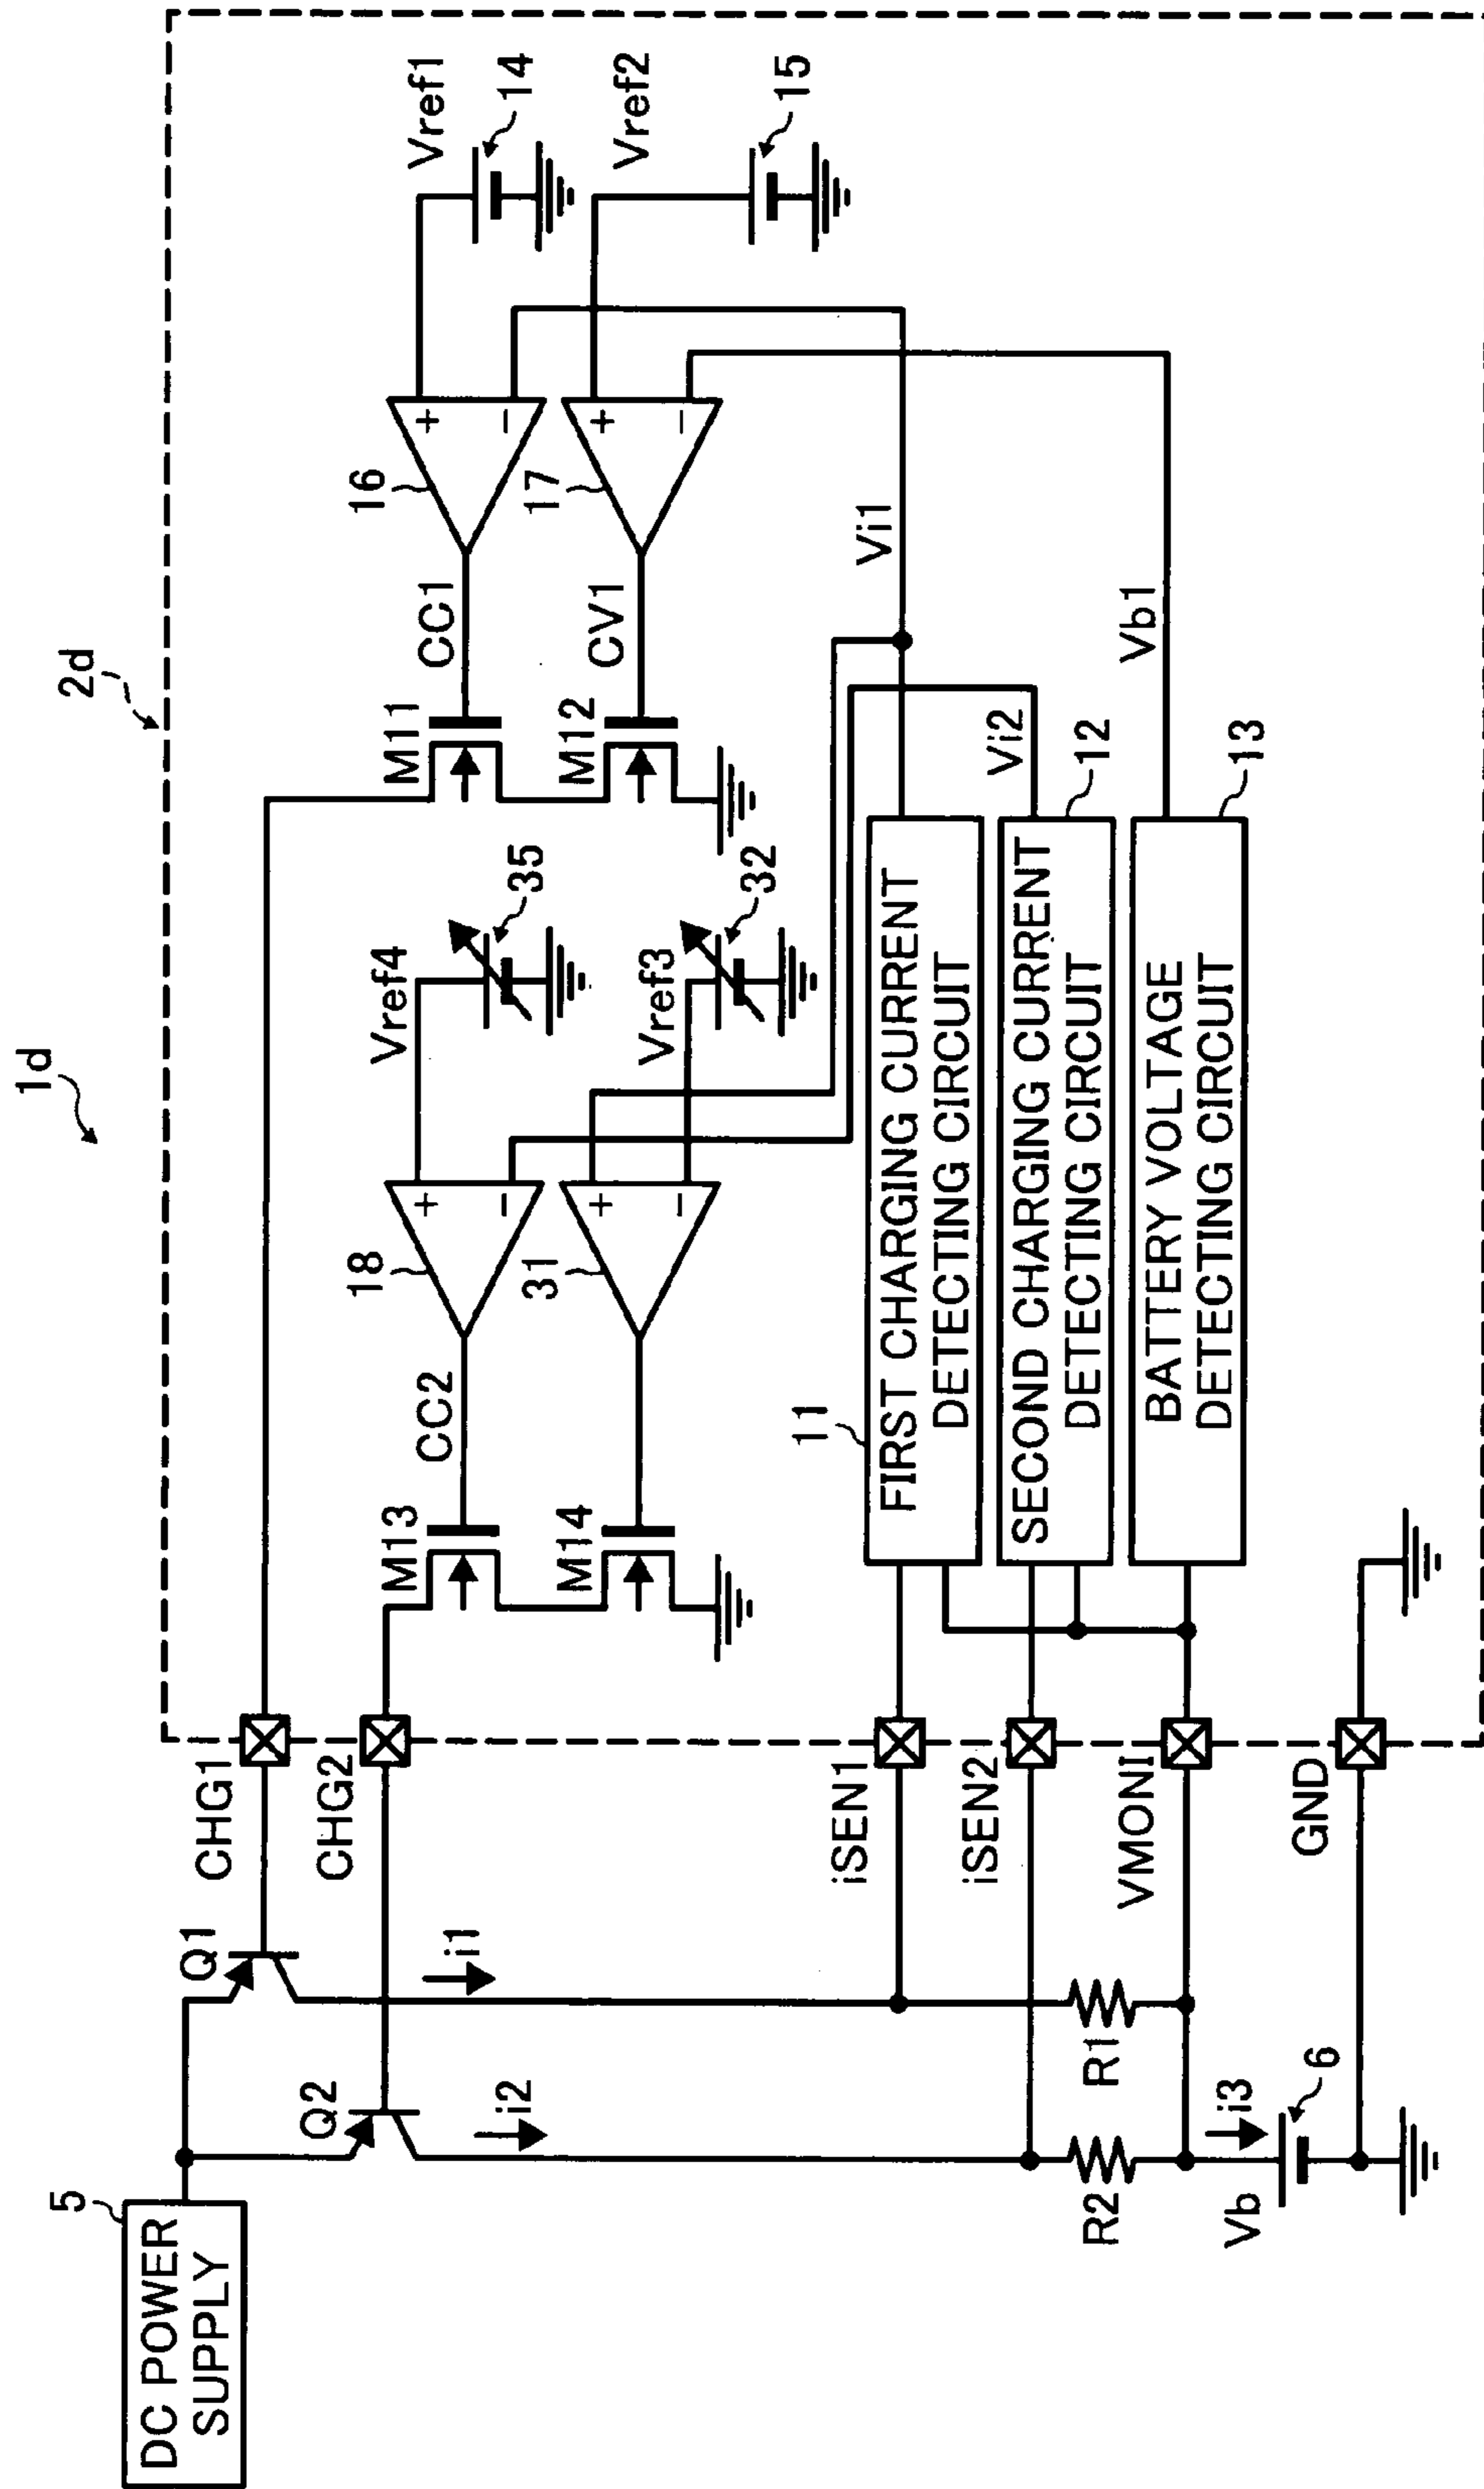 1d
2d
5
DC POWER
SUPPLY
Q1
Q2
i1
i2
CHG1
CHG2
M13
M14
CC2
18
+
−
31
+
−
Vref4
35
Vref3
32
M11
M12
CC1
CV1
16
+
−
17
+
−
Vref1
14
Vref2
15
iSEN1
iSEN2
VMONI
GND
11
FIRST CHARGING CURRENT
DETECTING CIRCUIT
SECOND CHARGING CURRENT
DETECTING CIRCUIT
12
BATTERY VOLTAGE
DETECTING CIRCUIT
13
Vi1
Vi2
Vb1
R1
R2
i3
Vb
6